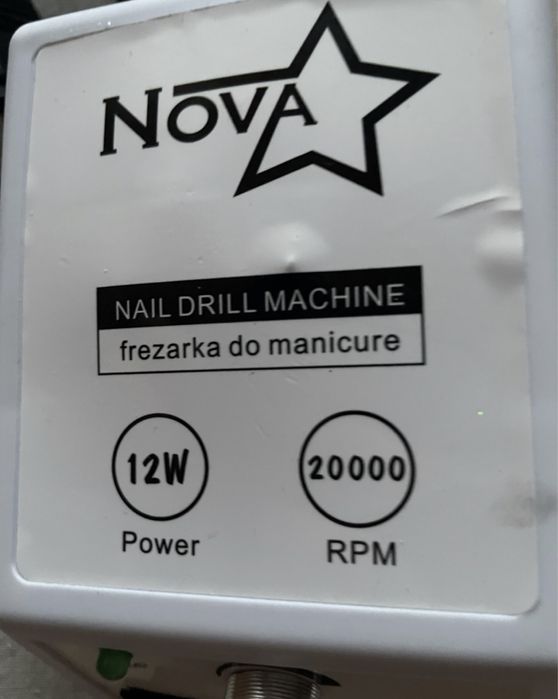 NOVA
NAIL DRILL MACHINE
frezarka do manicure
12W
20000
Power
RPM